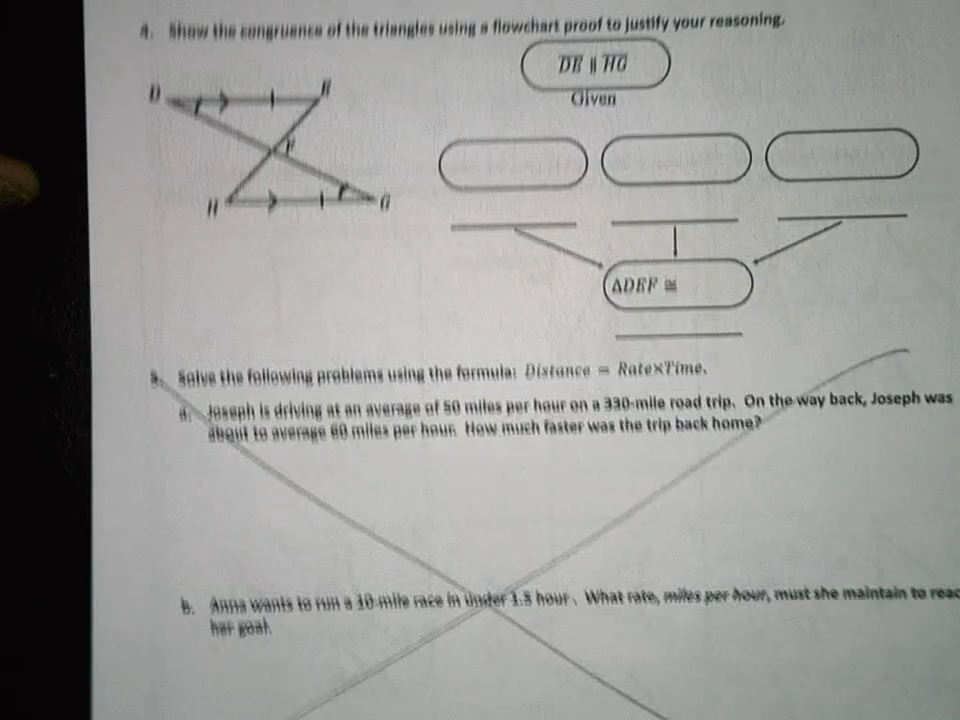 4. Show the congruence of the triangles using a flowchart proof to justify your reasoning.
DE ∥ HG
Given
D
E
F
H
G
ΔDEF ≅
5. Solve the following problems using the formula: Distance = Rate×Time.
a. Joseph is driving at an average of 50 miles per hour on a 330-mile road trip. On the way back, Joseph was
about to average 60 miles per hour. How much faster was the trip back home?
b. Anna wants to run a 10-mile race in under 1.5 hour. What rate, miles per hour, must she maintain to reac
her goal.